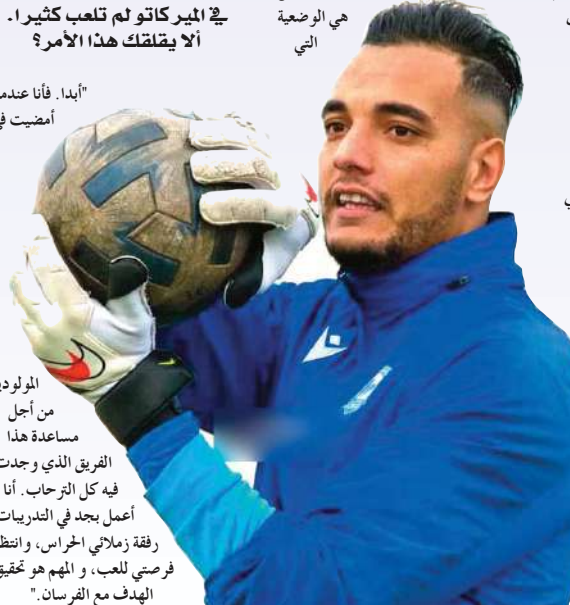 في الميركاتو لم تلعب كثيرا.
ألا يقلقك هذا الأمر؟
"أبدا. فأنا عندما
أمضيت في
هي الوضعية
التي
من أجل
مساعدة هذا
الفريق الذي وجدت
فيه كل الترحاب. أنا
أعمل بجد في التدريبات
رفقة زملائي الحراس، وانتظر
فرصتي للعب، و المهم هو تحقيق
الهدف مع الفرسان."